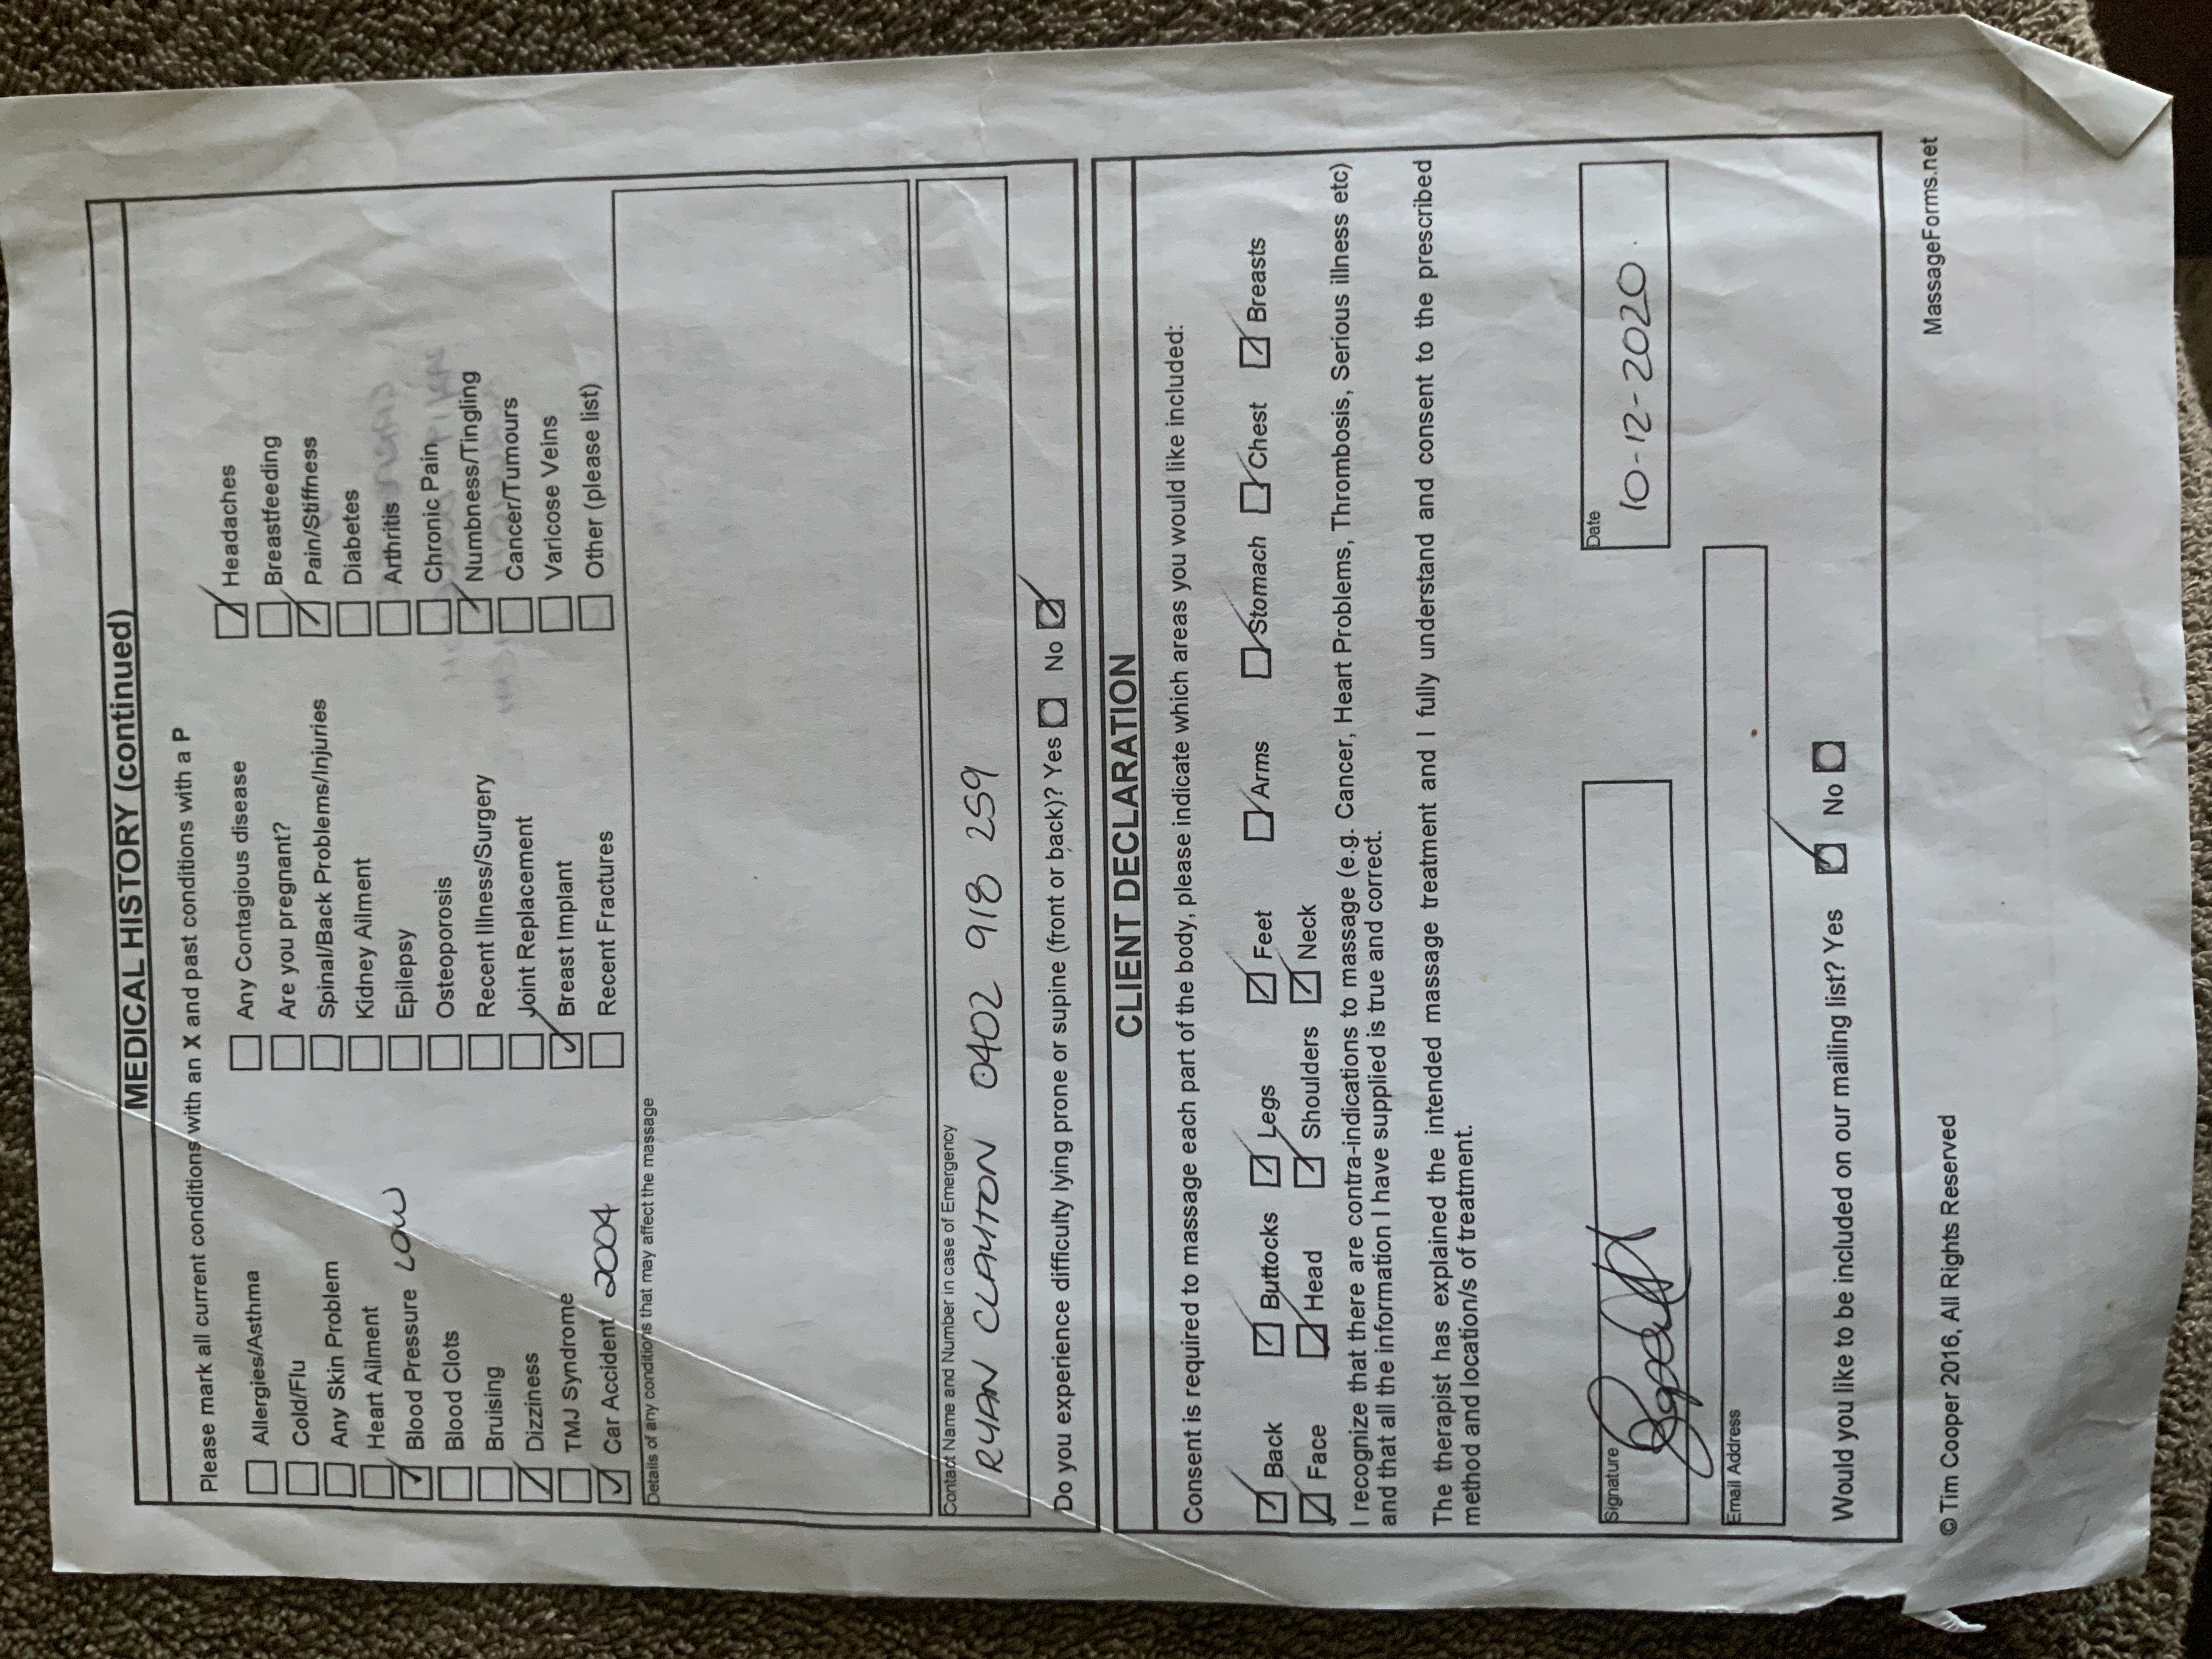 MEDICAL HISTORY (continued)
Please mark all current conditions with an X and past conditions with a P
Allergies/Asthma Any Contagious disease Headaches
Cold/Flu Are you pregnant? Breastfeeding
Any Skin Problem Spinal/Back Problems/Injuries Pain/Stiffness
Heart Ailment Kidney Ailment Diabetes
Blood Pressure LOW Epilepsy Arthritis
Blood Clots Osteoporosis Chronic Pain
Bruising Recent Illness/Surgery Numbness/Tingling
Dizziness Joint Replacement Cancer/Tumours
TMJ Syndrome Breast Implant Varicose Veins
Car Accident 2004 Recent Fractures Other (please list)
Details of any conditions that may affect the massage
Contact Name and Number in case of Emergency
RYAN CLAYTON 0402 918 259
Do you experience difficulty lying prone or supine (front or back)? Yes No
CLIENT DECLARATION
Consent is required to massage each part of the body, please indicate which areas you would like included:
Back Buttocks Legs Feet Arms Stomach Chest Breasts
Face Head Shoulders Neck
I recognize that there are contra-indications to massage (e.g. Cancer, Heart Problems, Thrombosis, Serious illness etc)
and that all the information I have supplied is true and correct.
The therapist has explained the intended massage treatment and I fully understand and consent to the prescribed
method and location/s of treatment.
Signature Date
10-12-2020
Email Address
Would you like to be included on our mailing list? Yes No
©Tim Cooper 2016, All Rights Reserved MassageForms.net